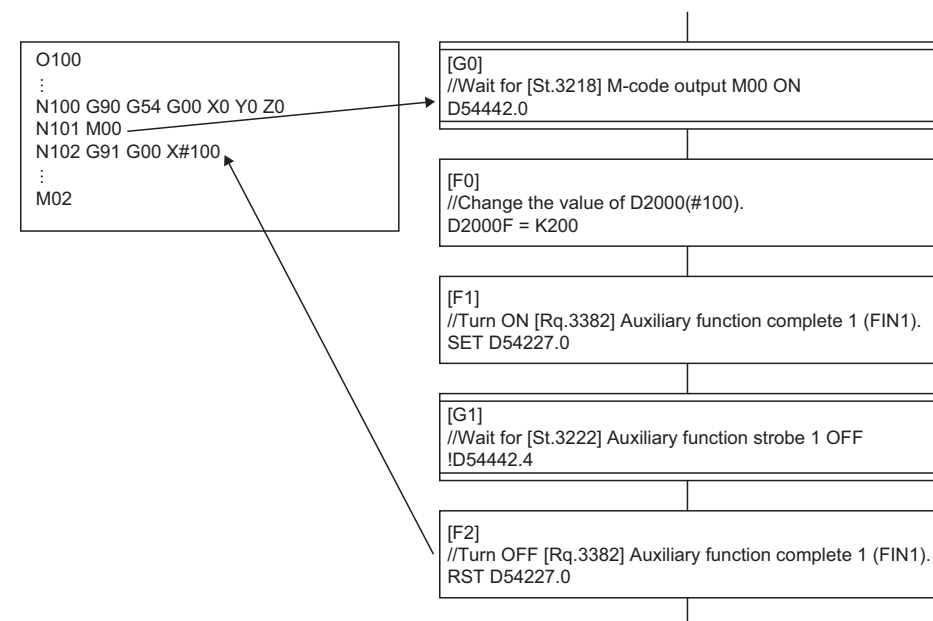 O100
⋮
N100 G90 G54 G00 X0 Y0 Z0
N101 M00
N102 G91 G00 X#100
⋮
M02
[G0]
//Wait for [St.3218] M-code output M00 ON
D54442.0
[F0]
//Change the value of D2000(#100).
D2000F = K200
[F1]
//Turn ON [Rq.3382] Auxiliary function complete 1 (FIN1).
SET D54227.0
[G1]
//Wait for [St.3222] Auxiliary function strobe 1 OFF
!D54442.4
[F2]
//Turn OFF [Rq.3382] Auxiliary function complete 1 (FIN1).
RST D54227.0